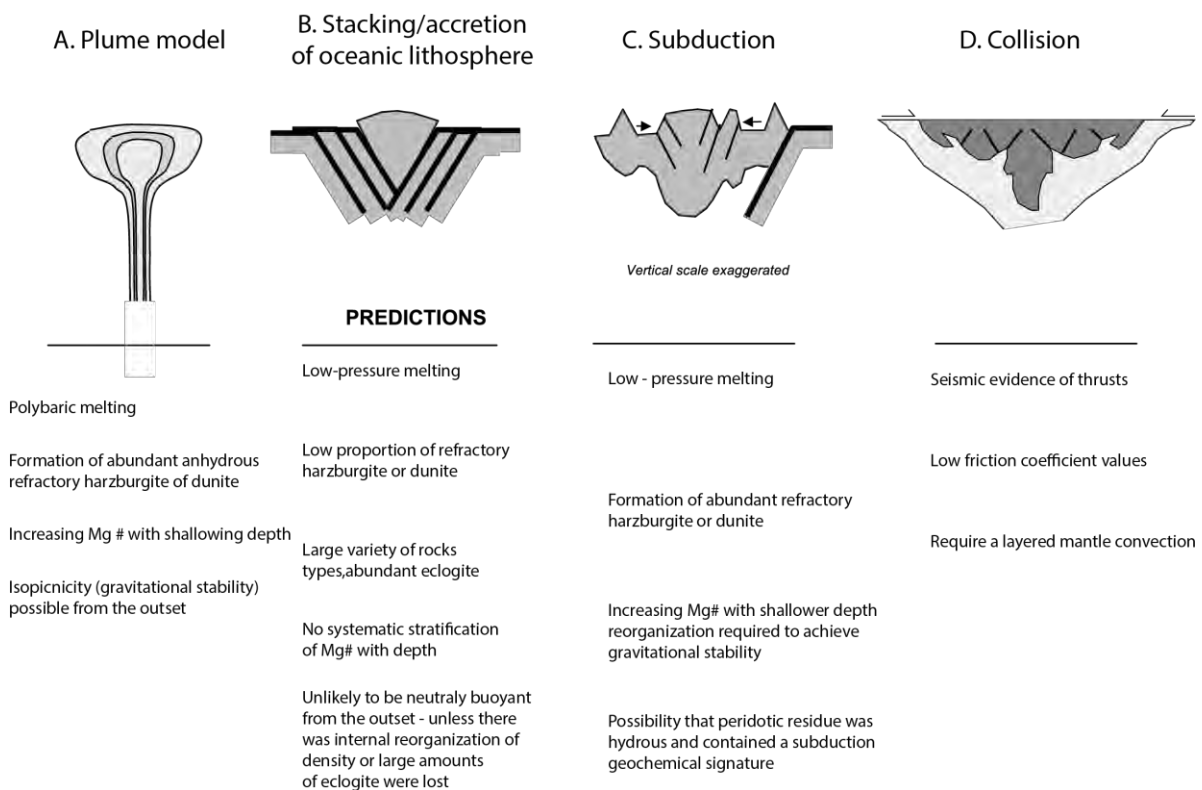 A. Plume model
B. Stacking/accretion
of oceanic lithosphere
C. Subduction
D. Collision
Vertical scale exaggerated
PREDICTIONS
Polybaric melting
Formation of abundant anhydrous
refractory harzburgite of dunite
Increasing Mg # with shallowing depth
Isopicnicity (gravitational stability)
possible from the outset
Low-pressure melting
Low proportion of refractory
harzburgite or dunite
Large variety of rocks
types,abundant eclogite
No systematic stratification
of Mg# with depth
Unlikely to be neutraly buoyant
from the outset - unless there
was internal reorganization of
density or large amounts
of eclogite were lost
Low - pressure melting
Formation of abundant refractory
harzburgite or dunite
Increasing Mg# with shallower depth
reorganization required to achieve
gravitational stability
Possibility that peridotic residue was
hydrous and contained a subduction
geochemical signature
Seismic evidence of thrusts
Low friction coefficient values
Require a layered mantle convection